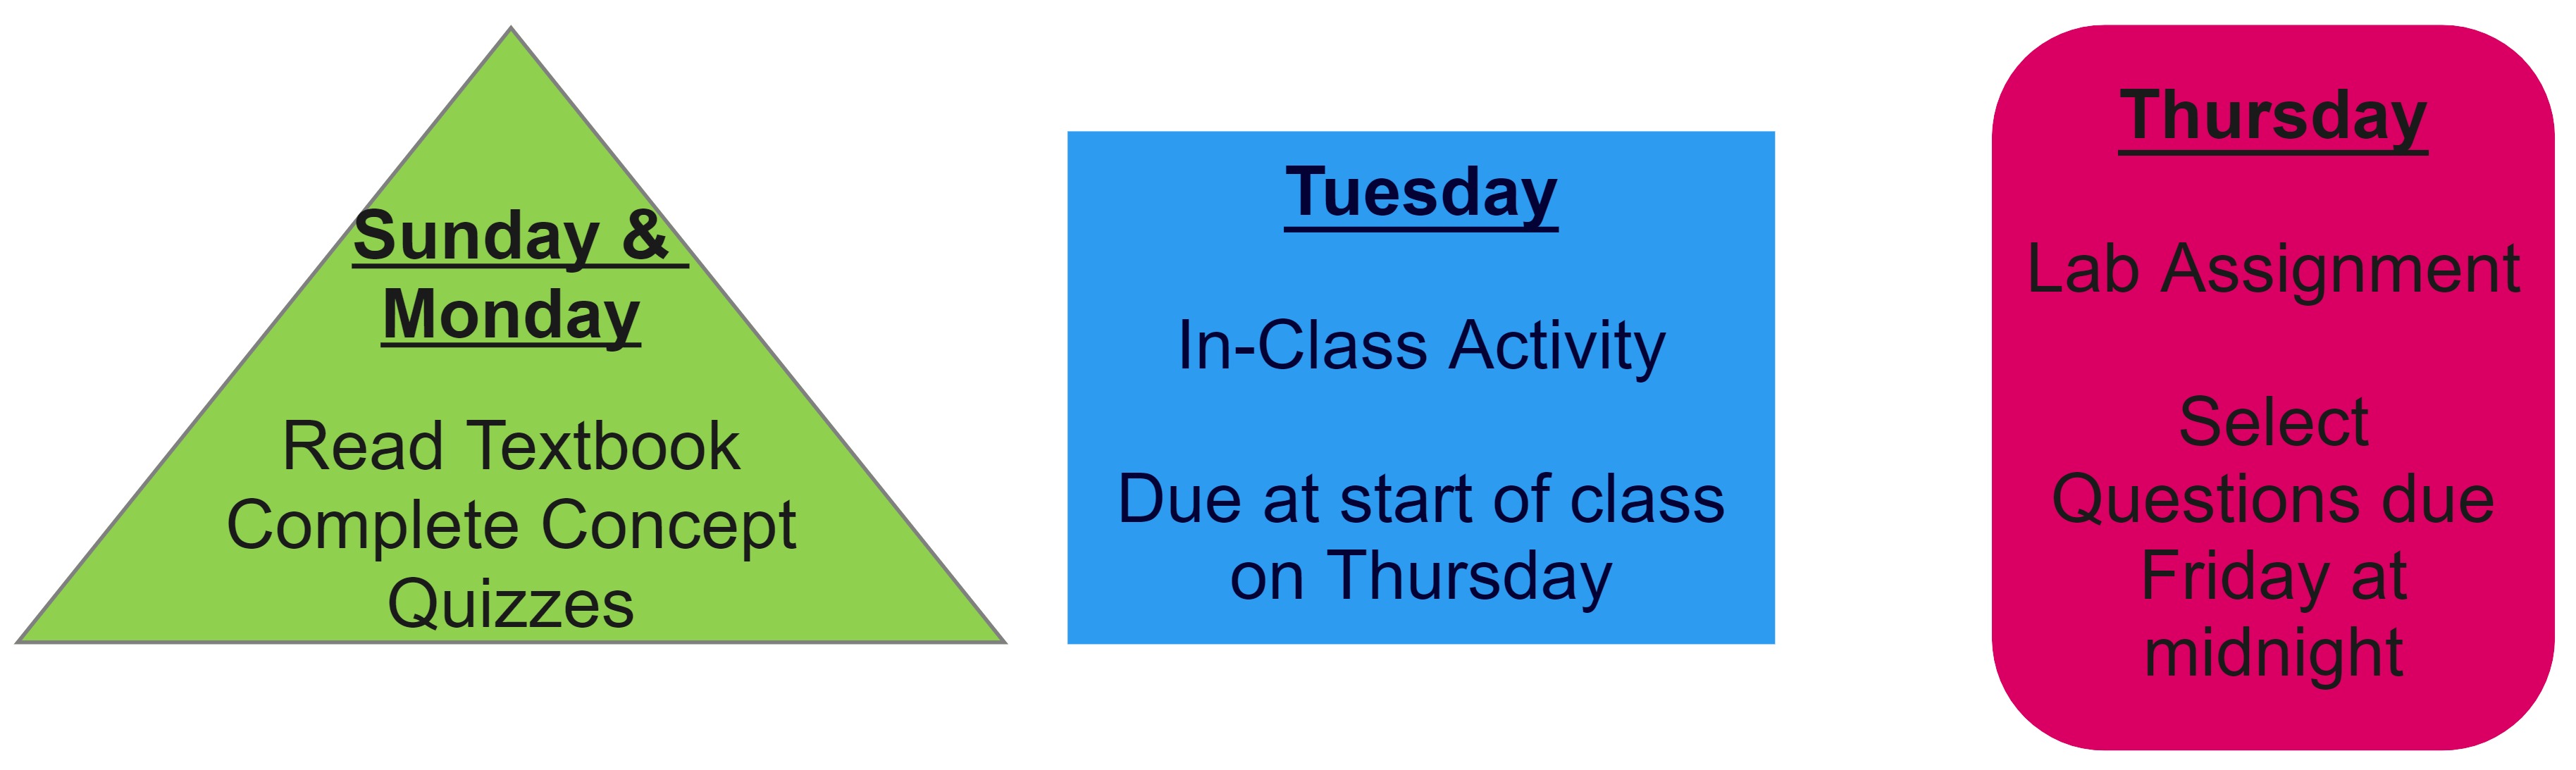 Sunday &
Monday
Read Textbook
Complete Concept
Quizzes
Tuesday
In-Class Activity
Due at start of class
on Thursday
Thursday
Lab Assignment
Select
Questions due
Friday at
midnight